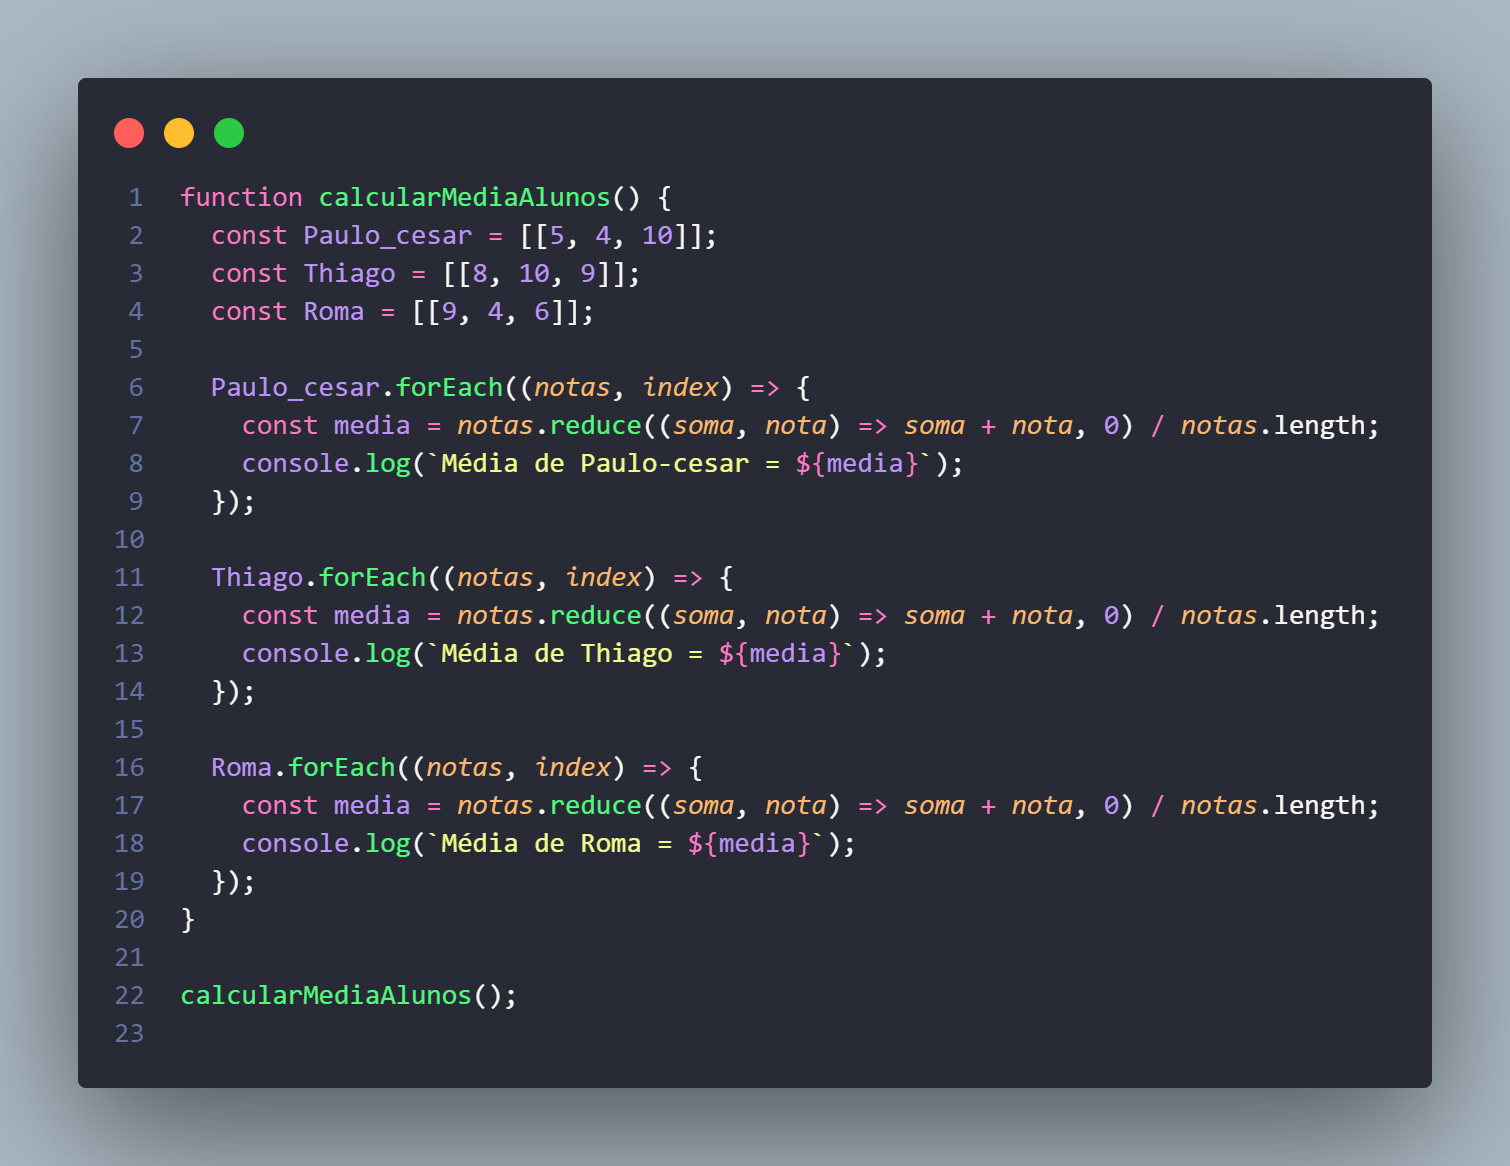 1 function calcularMediaAlunos() {
2   const Paulo_cesar = [[5, 4, 10]];
3   const Thiago = [[8, 10, 9]];
4   const Roma = [[9, 4, 6]];
5
6   Paulo_cesar.forEach((notas, index) => {
7     const media = notas.reduce((soma, nota) => soma + nota, 0) / notas.length;
8     console.log(`Média de Paulo-cesar = ${media}`);
9   });
10
11   Thiago.forEach((notas, index) => {
12     const media = notas.reduce((soma, nota) => soma + nota, 0) / notas.length;
13     console.log(`Média de Thiago = ${media}`);
14   });
15
16   Roma.forEach((notas, index) => {
17     const media = notas.reduce((soma, nota) => soma + nota, 0) / notas.length;
18     console.log(`Média de Roma = ${media}`);
19   });
20 }
21
22 calcularMediaAlunos();
23